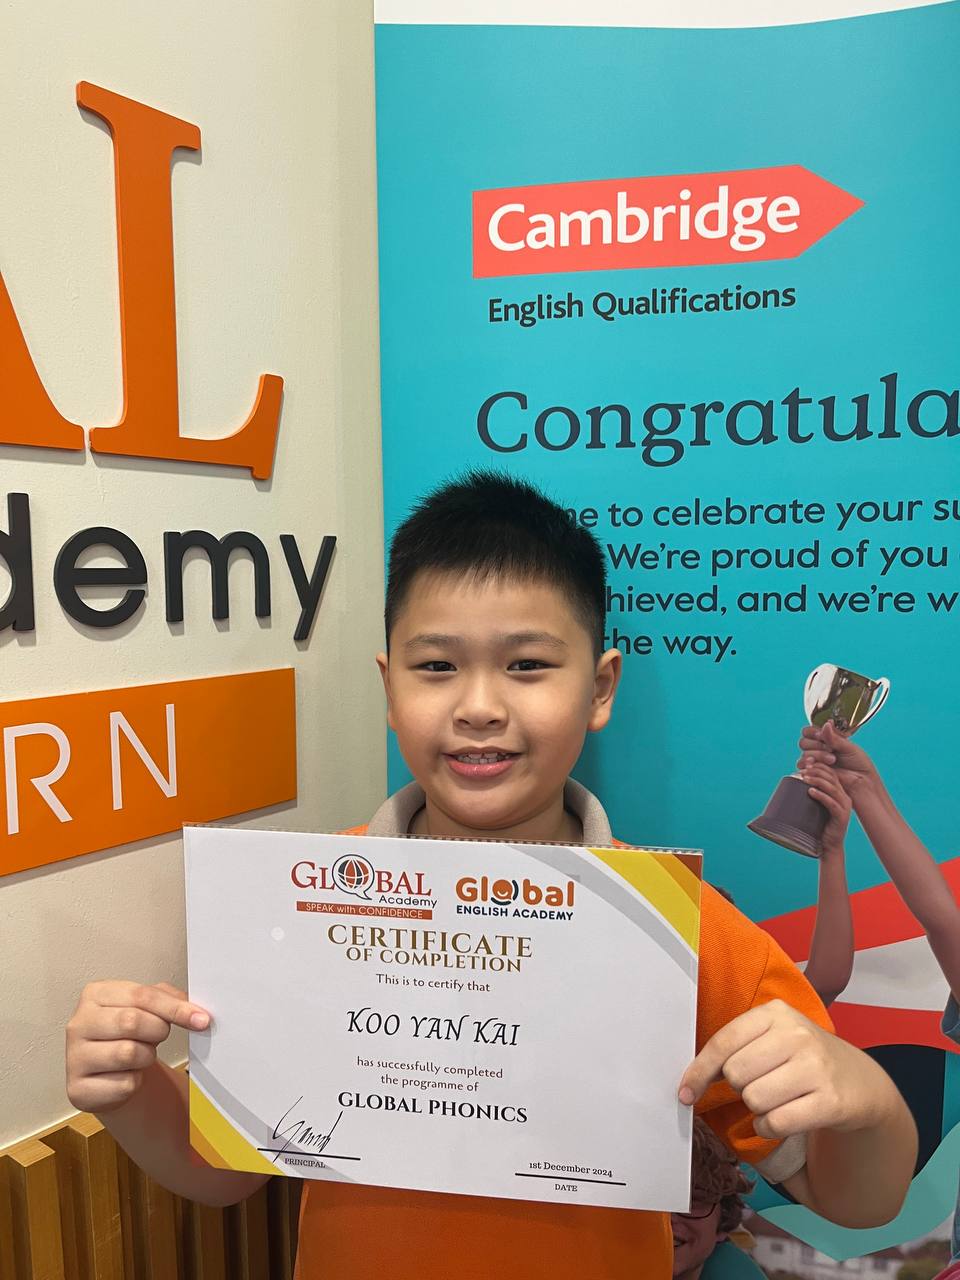 AL
demy
RN
Cambridge
English Qualifications
Congratula
e to celebrate your su
We're proud of you
hieved, and we're w
the way.
GLOBAL
Academy
SPEAK with CONFIDENCE
Global
ENGLISH ACADEMY
CERTIFICATE
OF COMPLETION
This is to certify that
KOO YAN KAI
has successfully completed
the programme of
GLOBAL PHONICS
PRINCIPAL
1st December 2024
DATE